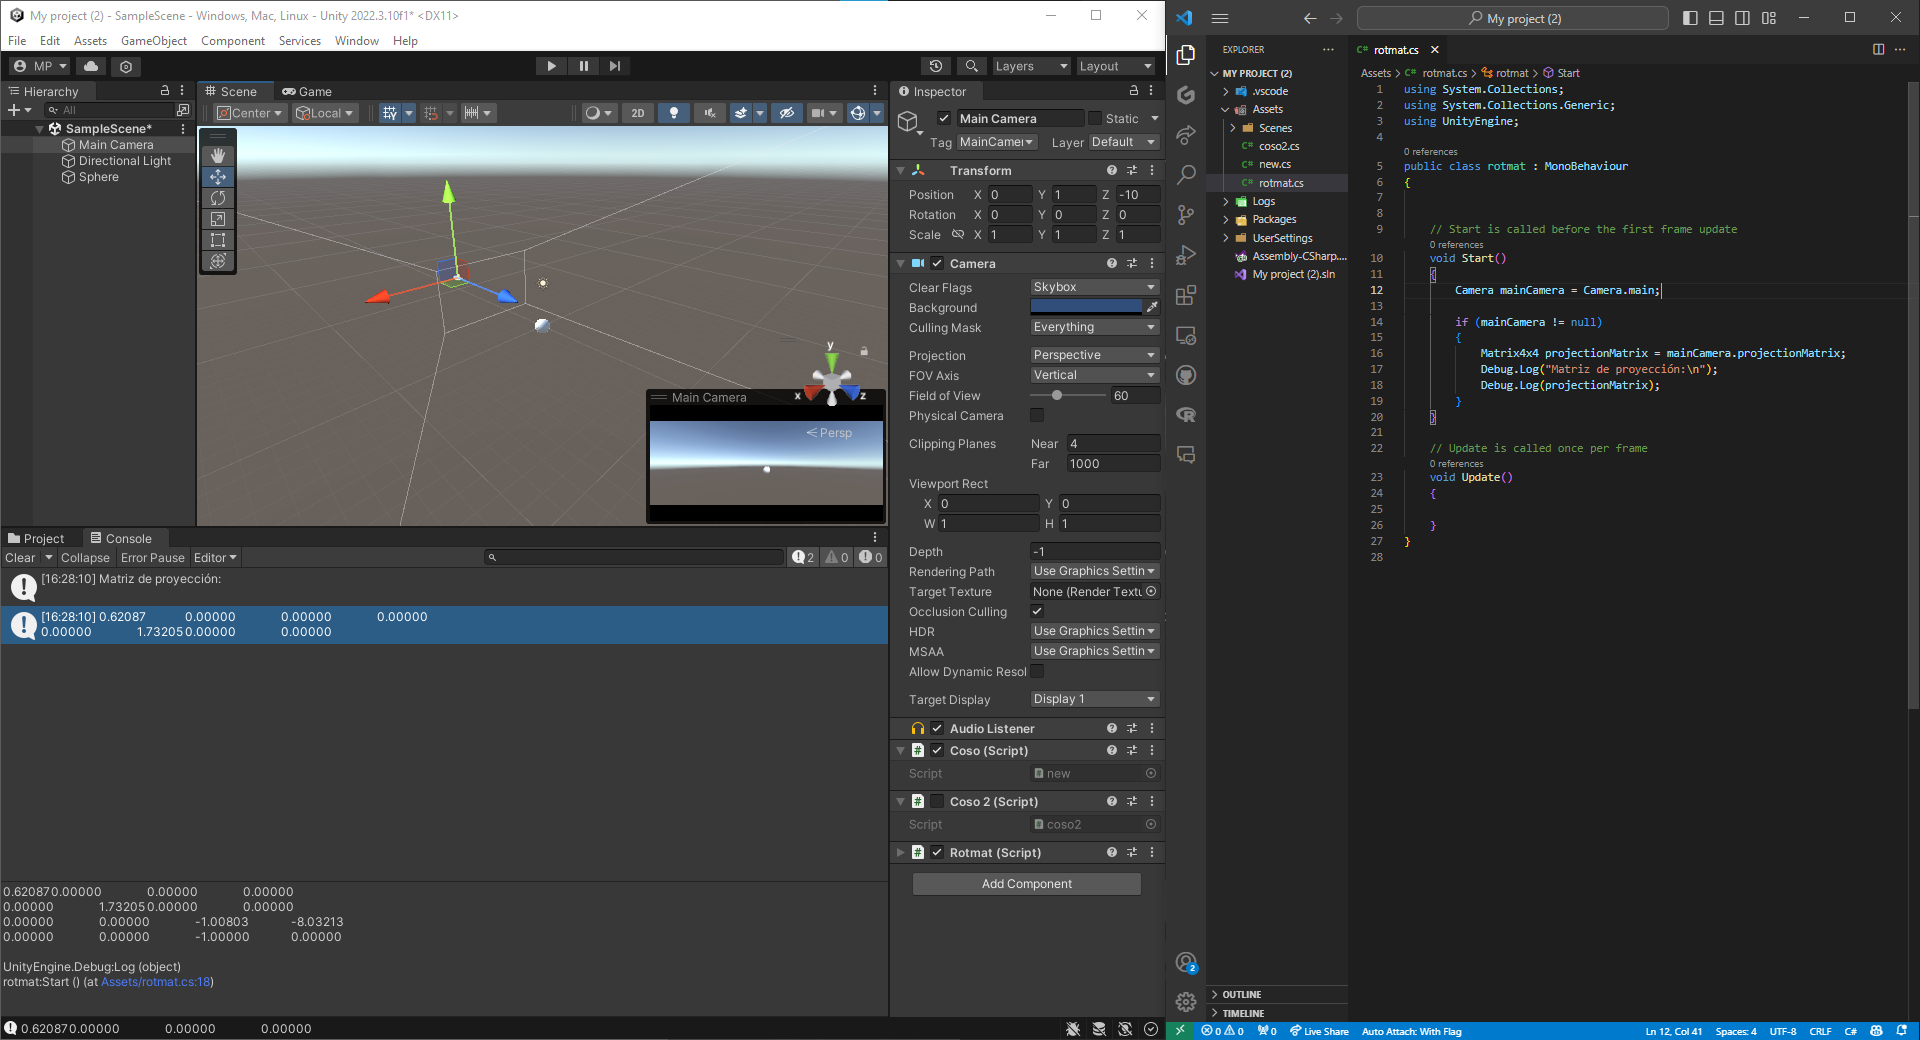 My project (2) - SampleScene - Windows, Mac, Linux - Unity 2022.3.10f1* <DX11>
File Edit Assets GameObject Component Services Window Help
MP
Layers Layout
Hierarchy
All
SampleScene*
Main Camera
Directional Light
Sphere
Scene Game
Center Local 2D
y
x z
Persp
Main Camera
Inspector
Main Camera Static
Tag MainCamer Layer Default
Transform
Position X 0 Y 1 Z -10
Rotation X 0 Y 0 Z 0
Scale X 1 Y 1 Z 1
Camera
Clear Flags Skybox
Background
Culling Mask Everything
Projection Perspective
FOV Axis Vertical
Field of View 60
Physical Camera
Clipping Planes Near 4
Far 1000
Viewport Rect
X 0 Y 0
W 1 H 1
Depth -1
Rendering Path Use Graphics Settin
Target Texture None (Render Textu
Occlusion Culling
HDR Use Graphics Settin
MSAA Use Graphics Settin
Allow Dynamic Resol
Target Display Display 1
Audio Listener
Coso (Script)
Script new
Coso 2 (Script)
Script coso2
Rotmat (Script)
Add Component
Project Console
Clear Collapse Error Pause Editor 2 0 0
[16:28:10] Matriz de proyección:
[16:28:10] 0.62087 0.00000 0.00000 0.00000
0.00000 1.73205 0.00000 0.00000
0.62087 0.00000 0.00000 0.00000
0.00000 1.73205 0.00000 0.00000
0.00000 0.00000 -1.00803 -8.03213
0.00000 0.00000 -1.00000 0.00000
UnityEngine.Debug:Log (object)
rotmat:Start () (at Assets/rotmat.cs:18)
0.62087 0.00000 0.00000 0.00000
My project (2)
EXPLORER
MY PROJECT (2)
.vscode
Assets
Scenes
coso2.cs
new.cs
rotmat.cs
Logs
Packages
UserSettings
Assembly-CSharp....
My project (2).sln
OUTLINE
TIMELINE
C# rotmat.cs
Assets > C# rotmat.cs > rotmat > Start
1 using System.Collections;
2 using System.Collections.Generic;
3 using UnityEngine;
4
0 references
5 public class rotmat : MonoBehaviour
6 {
7
8
9 // Start is called before the first frame update
0 references
10 void Start()
11 {
12 Camera mainCamera = Camera.main;
13
14 if (mainCamera != null)
15 {
16 Matrix4x4 projectionMatrix = mainCamera.projectionMatrix;
17 Debug.Log("Matriz de proyección:\n");
18 Debug.Log(projectionMatrix);
19 }
20 }
21
22 // Update is called once per frame
0 references
23 void Update()
24 {
25
26 }
27 }
28
2
0 0 0 Live Share Auto Attach: With Flag Ln 12, Col 41 Spaces: 4 UTF-8 CRLF C#